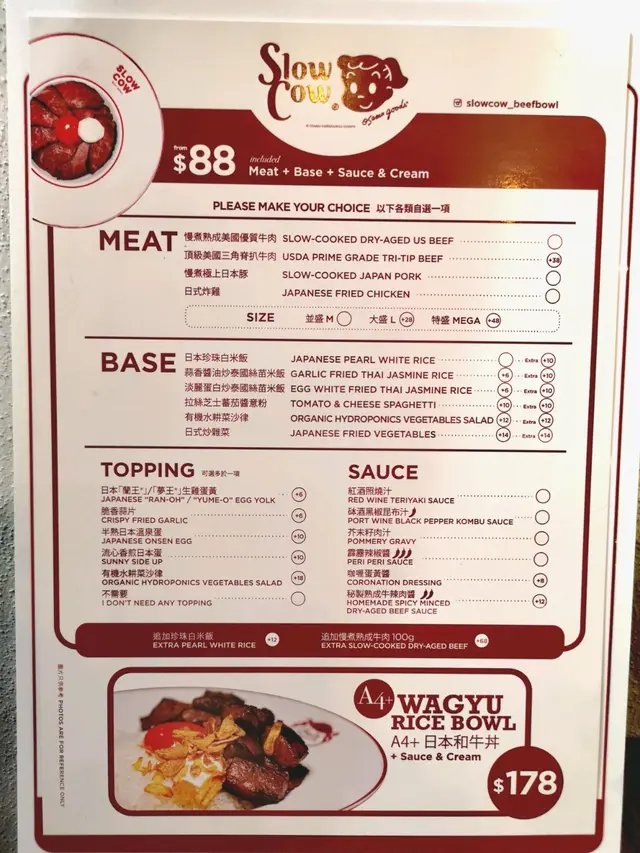 SLOW COW
Slow
Cow®
Osamu goods®
slowcow_beefbowl
from $88 included
Meat + Base + Sauce & Cream
PLEASE MAKE YOUR CHOICE 以下各類自選一項
MEAT
慢煮熟成美國優質牛肉 SLOW-COOKED DRY-AGED US BEEF
頂級美國三角脊扒牛肉 USDA PRIME GRADE TRI-TIP BEEF +38
慢煮極上日本豚 SLOW-COOKED JAPAN PORK
日式炸雞 JAPANESE FRIED CHICKEN
SIZE 並盛 M 大盛 L +28 特盛 MEGA +48
BASE
日本珍珠白米飯 JAPANESE PEARL WHITE RICE Extra +10
蒜香醬油炒泰國絲苗米飯 GARLIC FRIED THAI JASMINE RICE +6 Extra +10
淡麗蛋白炒泰國絲苗米飯 EGG WHITE FRIED THAI JASMINE RICE +6 Extra +10
拉絲芝士蕃茄醬意粉 TOMATO & CHEESE SPAGHETTI +10 Extra +10
有機水耕菜沙律 ORGANIC HYDROPONICS VEGETABLES SALAD +12 Extra +12
日式炒雜菜 JAPANESE FRIED VEGETABLES +14 Extra +14
TOPPING 可選多於一項
日本「蘭王」/「夢王」生雞蛋黃 +6
JAPANESE "RAN-OH" / "YUME-O" EGG YOLK
脆香蒜片 +6
CRISPY FRIED GARLIC
半熟日本溫泉蛋 +10
JAPANESE ONSEN EGG
流心香煎日本蛋 +10
SUNNY SIDE UP
有機水耕菜沙律 +18
ORGANIC HYDROPONICS VEGETABLES SALAD
不需要
I DON'T NEED ANY TOPPING
SAUCE
紅酒照燒汁
RED WINE TERIYAKI SAUCE
砵酒黑椒昆布汁
PORT WINE BLACK PEPPER KOMBU SAUCE
芥末籽肉汁
POMMERY GRAVY
霹靂辣椒醬
PERI PERI SAUCE
咖喱蛋黃醬 +8
CORONATION DRESSING
秘製熟成牛辣肉醬 +12
HOMEMADE SPICY MINCED
DRY-AGED BEEF SAUCE
追加珍珠白米飯 +12
EXTRA PEARL WHITE RICE
追加慢煮熟成牛肉 100g +68
EXTRA SLOW-COOKED DRY-AGED BEEF
圖片只供參考 PHOTOS ARE FOR REFERENCE ONLY
A4+ WAGYU
RICE BOWL
A4+ 日本和牛丼
+ Sauce & Cream
$178